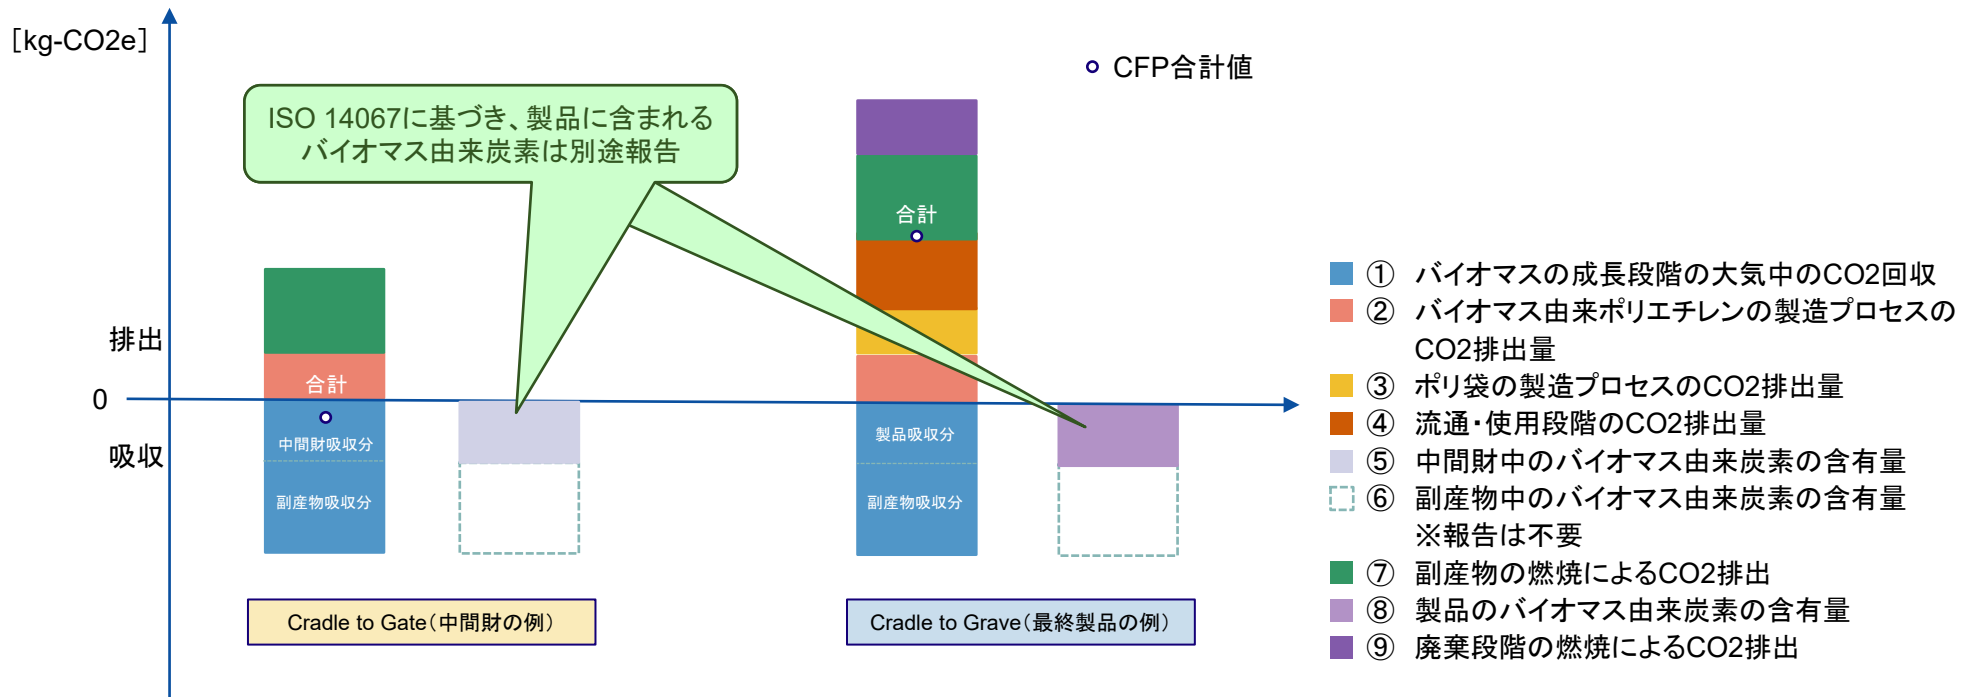 [kg-CO2e]
CFP合計値
ISO 14067に基づき、製品に含まれる
バイオマス由来炭素は別途報告
合計
排出
合計
0
中間財吸収分
製品吸収分
吸収
副産物吸収分
副産物吸収分
Cradle to Gate(中間財の例)
Cradle to Grave(最終製品の例)
① バイオマスの成長段階の大気中のCO2回収
② バイオマス由来ポリエチレンの製造プロセスの
CO2排出量
③ ポリ袋の製造プロセスのCO2排出量
④ 流通・使用段階のCO2排出量
⑤ 中間財中のバイオマス由来炭素の含有量
⑥ 副産物中のバイオマス由来炭素の含有量
※報告は不要
⑦ 副産物の燃焼によるCO2排出
⑧ 製品のバイオマス由来炭素の含有量
⑨ 廃棄段階の燃焼によるCO2排出